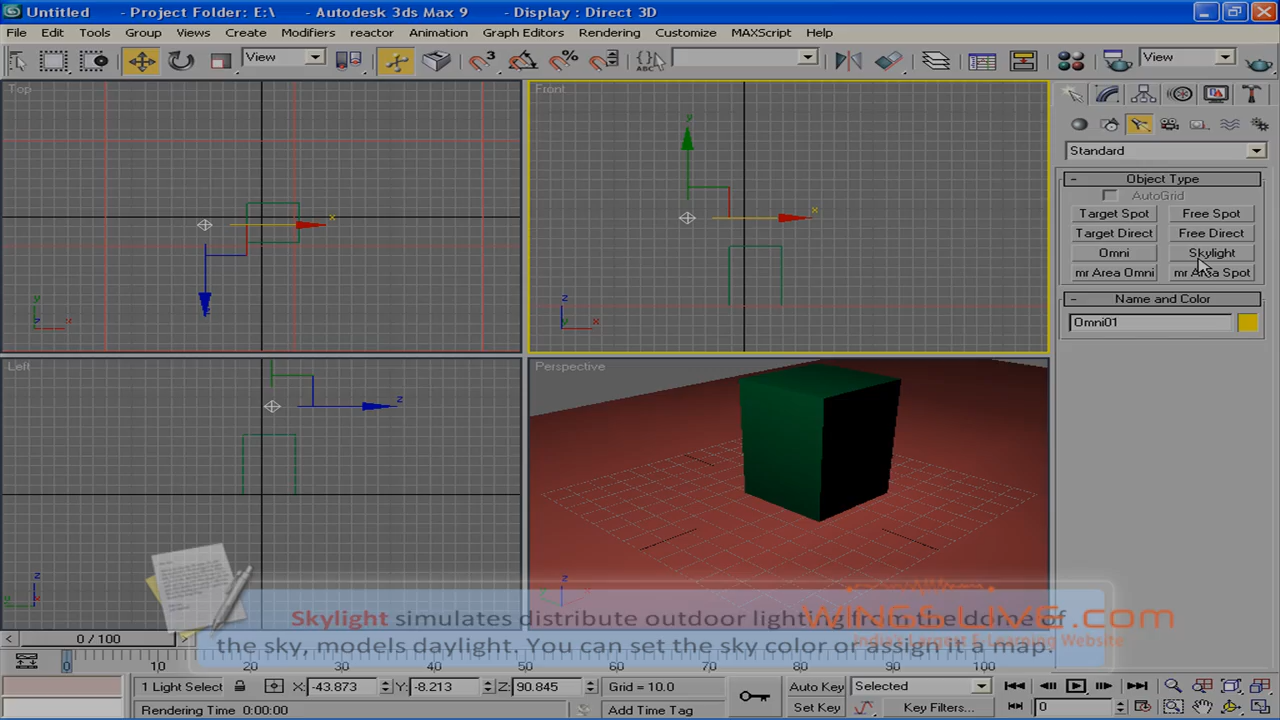 Untitled - Project Folder: E:\ - Autodesk 3ds Max 9 - Display : Direct 3D
File Edit Tools Group Views Create Modifiers reactor Animation Graph Editors Rendering Customize MAXScript Help
View View
ABC
Top Front
Standard
- Object Type
AutoGrid
Target Spot Free Spot
Target Direct Free Direct
Omni Skylight
mr Area Omni mr Area Spot
- Name and Color
Omni01
y x
y x
z
y z x
z y x
Left Perspective
z
z
y x
z
Skylight simulates distribute outdoor lighting from the dome of
the sky, models daylight. You can set the sky color or assign it a map.
WINGS-LIVE.com
India's Largest E-Learning Website
< 0 / 100 >
0 10 20 30 40 50 60 70 80 90 100
1 Light Select X: -43.873 Y: -8.213 Z: 90.845 Grid = 10.0 Auto Key Selected
Rendering Time 0:00:00 Add Time Tag Set Key Key Filters... 0